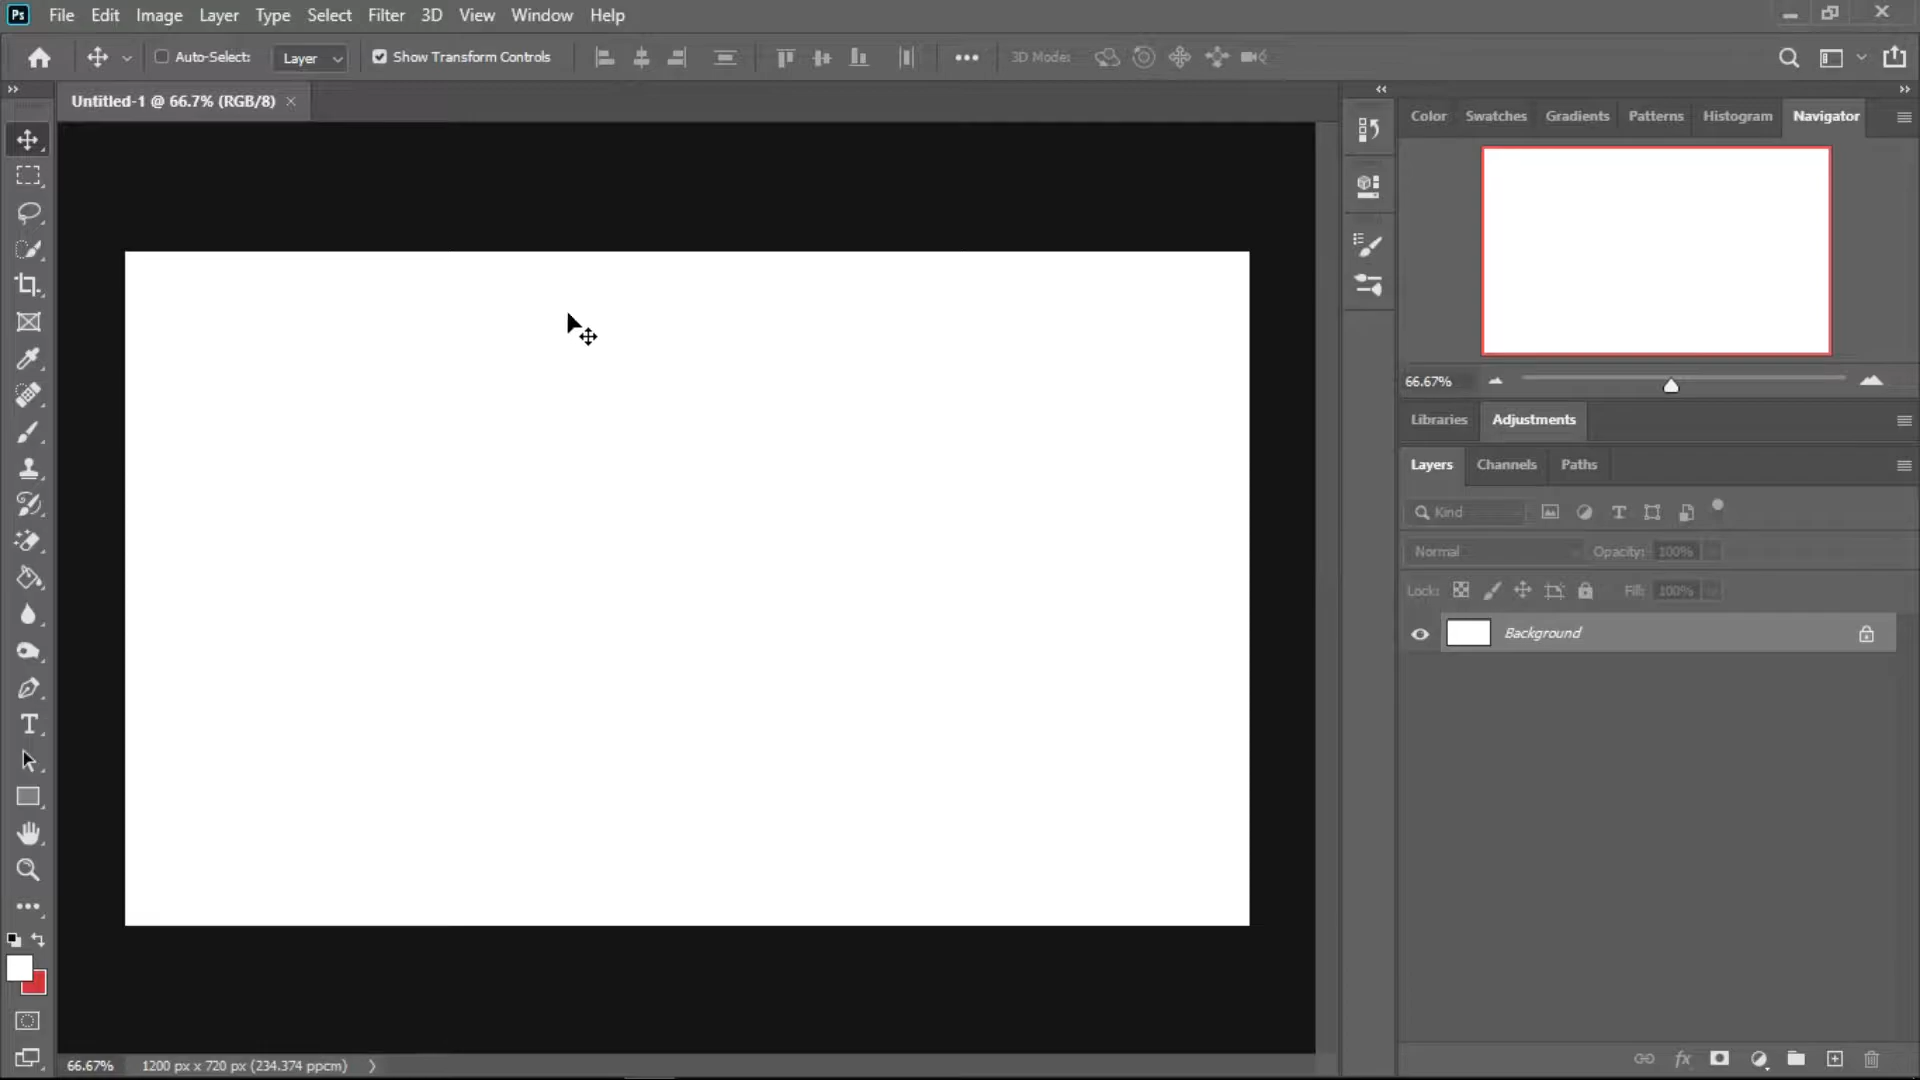 Ps File Edit Image Layer Type Select Filter 3D View Window Help
Auto-Select: Layer Show Transform Controls 3D Mode:
Untitled-1 @ 66.7% (RGB/8)
Color Swatches Gradients Patterns Histogram Navigator
66.67%
Libraries Adjustments
Layers Channels Paths
Kind
Normal Opacity: 100%
Lock: Fill: 100%
Background
fx
66.67% 1200 px x 720 px (234.374 ppcm)